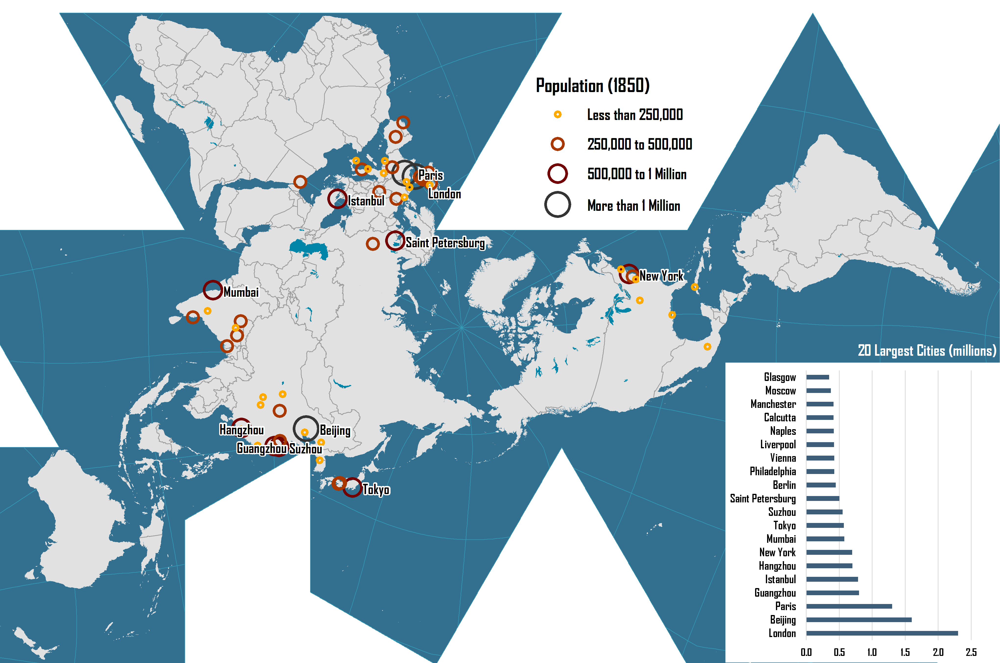 Population (1850)
Less than 250,000
250,000 to 500,000
500,000 to 1 Million
More than 1 Million
Paris
London
Istanbul
Saint Petersburg
New York
Mumbai
Hangzhou
Beijing
Guangzhou
Suzhou
Tokyo
20 Largest Cities (millions)
Glasgow
Moscow
Manchester
Calcutta
Naples
Liverpool
Vienna
Philadelphia
Berlin
Saint Petersburg
Suzhou
Tokyo
Mumbai
New York
Hangzhou
Istanbul
Guangzhou
Paris
Beijing
London
0.0 0.5 1.0 1.5 2.0 2.5